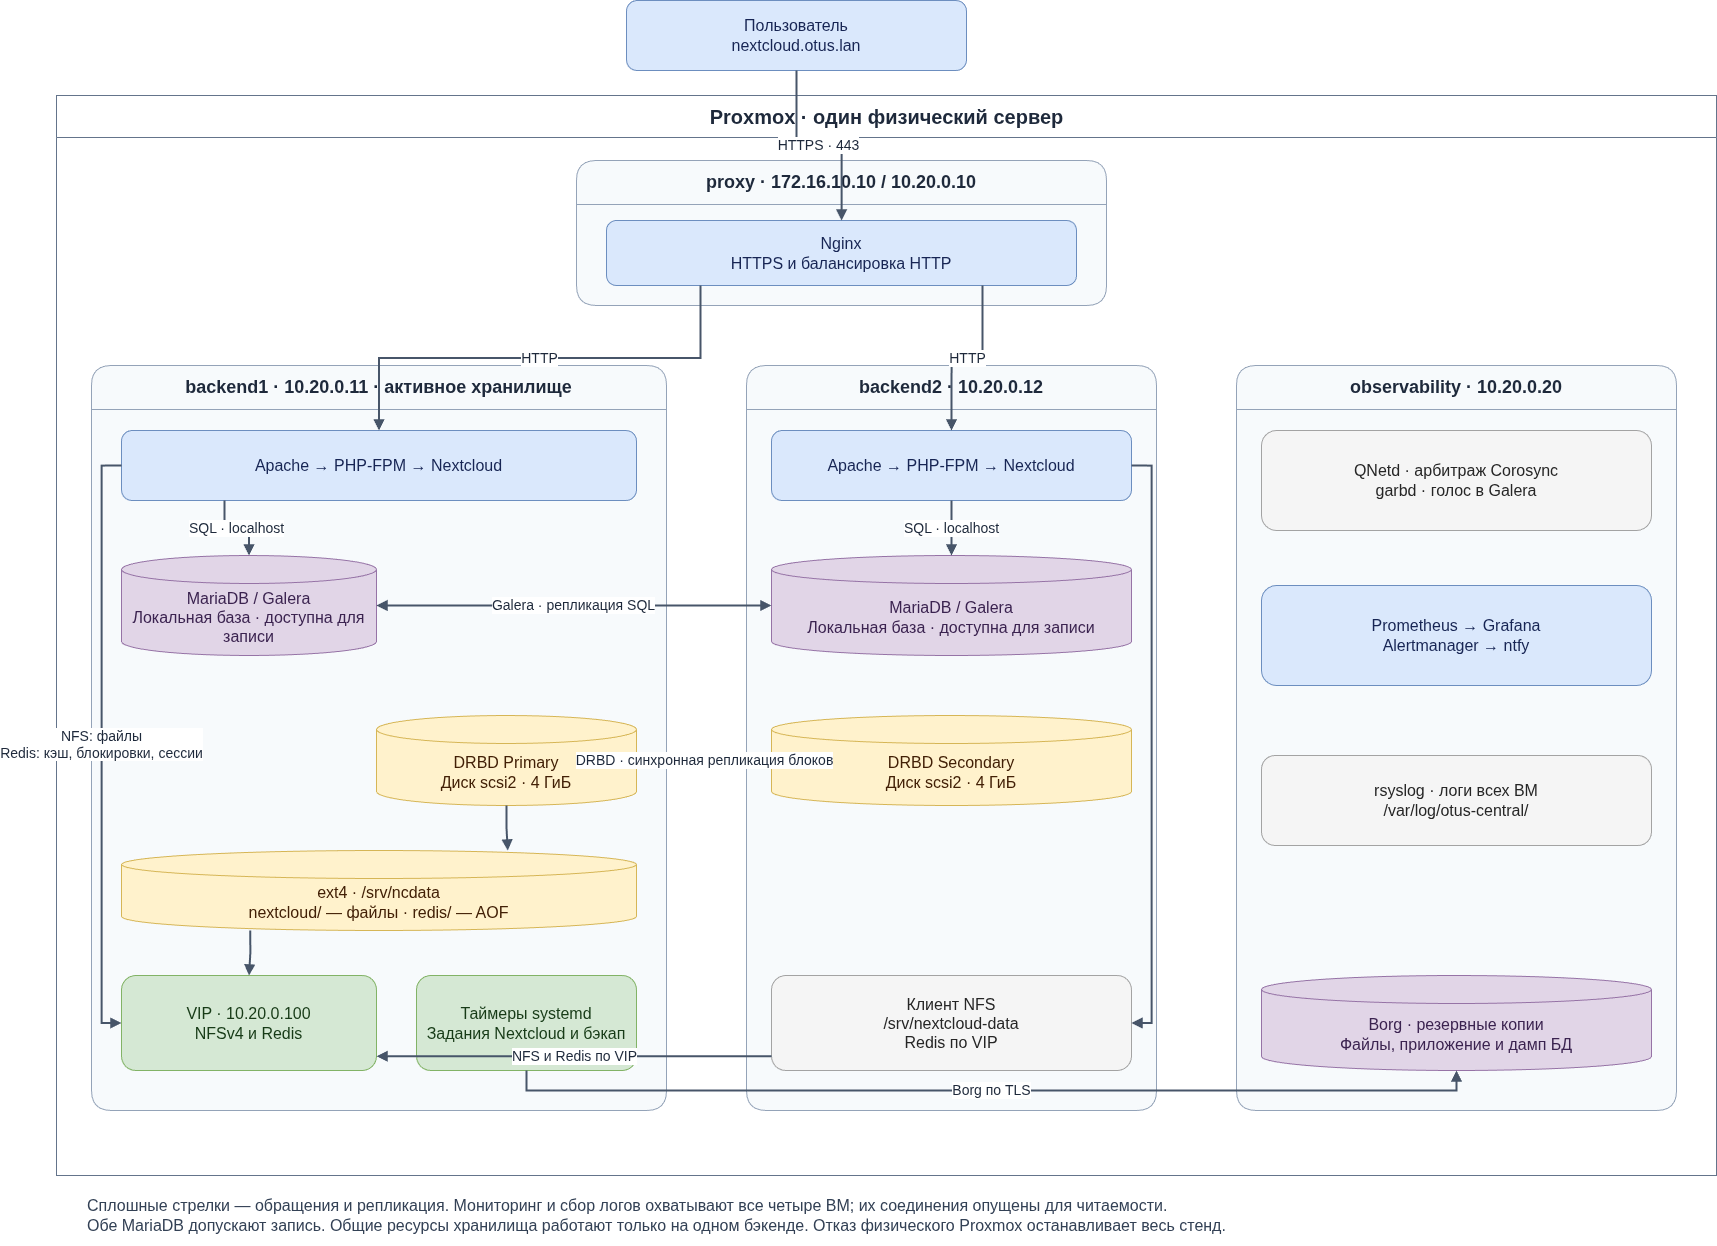 Пользователь
nextcloud.otus.lan
Proxmox · один физический сервер
HTTPS · 443
proxy · 172.16.10.10 / 10.20.0.10
Nginx
HTTPS и балансировка HTTP
HTTP
HTTP
backend1 · 10.20.0.11 · активное хранилище
Apache → PHP-FPM → Nextcloud
SQL · localhost
MariaDB / Galera
Локальная база · доступна для
записи
Galera · репликация SQL
NFS: файлы
Redis: кэш, блокировки, сессии
DRBD Primary
Диск scsi2 · 4 ГиБ
DRBD · синхронная репликация блоков
ext4 · /srv/ncdata
nextcloud/ — файлы · redis/ — AOF
VIP · 10.20.0.100
NFSv4 и Redis
Таймеры systemd
Задания Nextcloud и бэкап
NFS и Redis по VIP
backend2 · 10.20.0.12
Apache → PHP-FPM → Nextcloud
SQL · localhost
MariaDB / Galera
Локальная база · доступна для записи
DRBD Secondary
Диск scsi2 · 4 ГиБ
Клиент NFS
/srv/nextcloud-data
Redis по VIP
Borg по TLS
observability · 10.20.0.20
QNetd · арбитраж Corosync
garbd · голос в Galera
Prometheus → Grafana
Alertmanager → ntfy
rsyslog · логи всех ВМ
/var/log/otus-central/
Borg · резервные копии
Файлы, приложение и дамп БД
Сплошные стрелки — обращения и репликация. Мониторинг и сбор логов охватывают все четыре ВМ; их соединения опущены для читаемости.
Обе MariaDB допускают запись. Общие ресурсы хранилища работают только на одном бэкенде. Отказ физического Proxmox останавливает весь стенд.